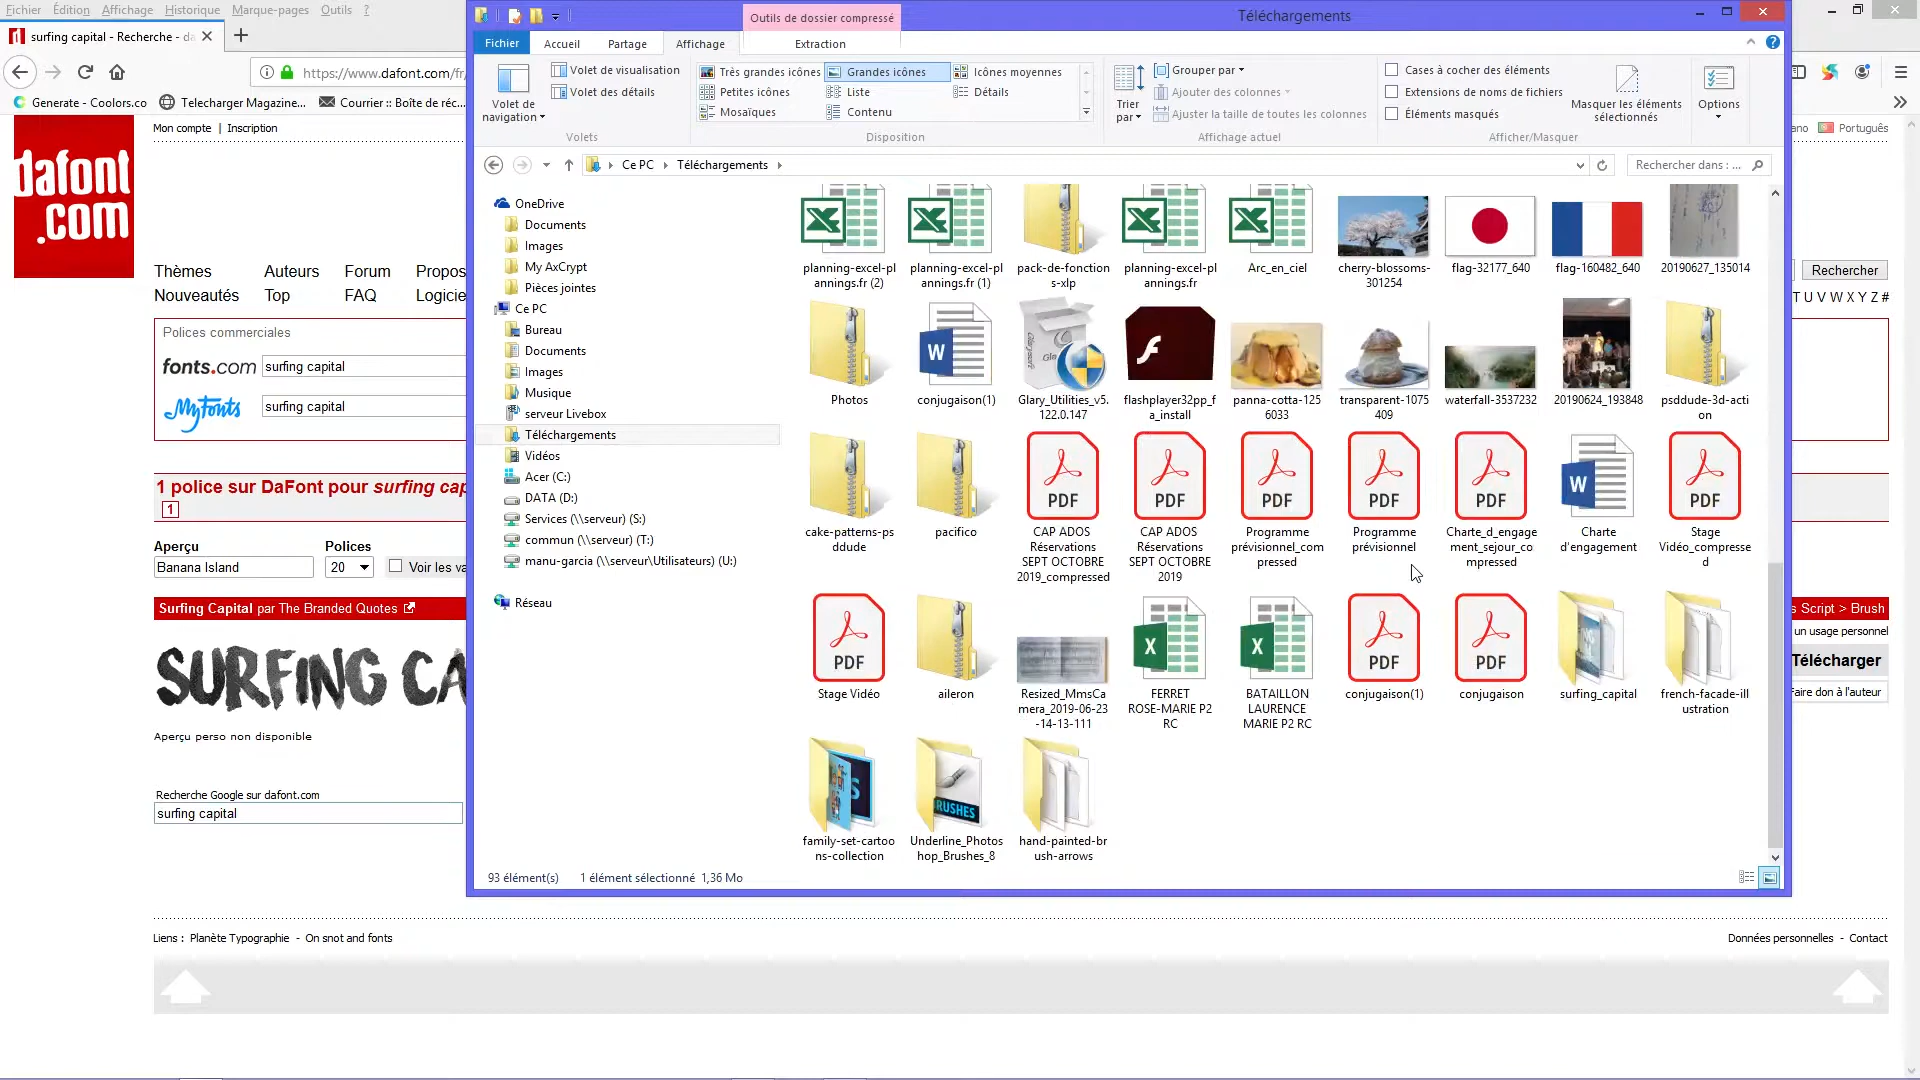 Fichier Édition Affichage Historique Marque-pages Outils ?
surfing capital - Recherche - da
https://www.dafont.com/fr/
Generate - Coolors.co Telecharger Magazine... Courrier :: Boîte de réc...
dafont
.com
Mon compte | Inscription
Português
Thèmes Auteurs Forum Propos
Nouveautés Top FAQ Logicie
Rechercher
T U V W X Y Z #
Polices commerciales
fonts.com surfing capital
MyFonts surfing capital
1 police sur DaFont pour surfing cap
1
Aperçu Polices
Banana Island 20 Voir les va
Surfing Capital par The Branded Quotes
s Script > Brush
un usage personnel
Télécharger
Faire don à l'auteur
SURFING CA
Aperçu perso non disponible
Recherche Google sur dafont.com
surfing capital
Liens : Planète Typographie - On snot and fonts
Données personnelles - Contact
Outils de dossier compressé
Téléchargements
Fichier Accueil Partage Affichage Extraction
Volet de navigation
Volet de visualisation
Volet des détails
Volets
Très grandes icônes Grandes icônes Icônes moyennes
Petites icônes Liste Détails
Mosaïques Contenu
Disposition
Trier par
Grouper par
Ajouter des colonnes
Ajuster la taille de toutes les colonnes
Affichage actuel
Cases à cocher des éléments
Extensions de noms de fichiers
Éléments masqués
Masquer les éléments sélectionnés
Afficher/Masquer
Options
Ce PC Téléchargements
Rechercher dans : ...
OneDrive
Documents
Images
My AxCrypt
Pièces jointes
Ce PC
Bureau
Documents
Images
Musique
serveur Livebox
Téléchargements
Vidéos
Acer (C:)
DATA (D:)
Services (\\serveur) (S:)
commun (\\serveur) (T:)
manu-garcia (\\serveur\Utilisateurs) (U:)
Réseau
planning-excel-plannings.fr (2)
planning-excel-plannings.fr (1)
pack-de-fonctions-xlp
planning-excel-plannings.fr
Arc_en_ciel
cherry-blossoms-301254
flag-32177_640
flag-160482_640
20190627_135014
Photos
conjugaison(1)
Glary_Utilities_v5.122.0.147
flashplayer32pp_fa_install
panna-cotta-1256033
transparent-1075409
waterfall-3537232
20190624_193848
psddude-3d-action
cake-patterns-psddude
pacifico
CAP ADOS Réservations SEPT OCTOBRE 2019_compressed
CAP ADOS Réservations SEPT OCTOBRE 2019
Programme prévisionnel_compressed
Programme prévisionnel
Charte_d_engagement_sejour_compressed
Charte d'engagement
Stage Vidéo_compressed
Stage Vidéo
aileron
Resized_MmsCamera_2019-06-23-14-13-111
FERRET ROSE-MARIE P2 RC
BATAILLON LAURENCE MARIE P2 RC
conjugaison(1)
conjugaison
surfing_capital
french-facade-illustration
family-set-cartoons-collection
Underline_Photoshop_Brushes_8
hand-painted-brush-arrows
93 élément(s) 1 élément sélectionné 1,36 Mo